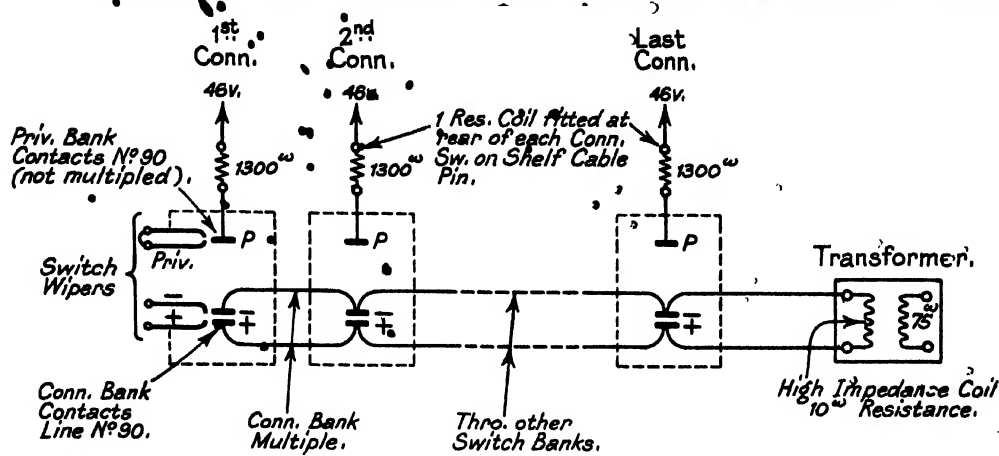 1st
Conn.
46v.
1300ω
2nd
Conn.
46v.
1300ω
Last
Conn.
46v.
1300ω
1 Res. Coil fitted at
rear of each Conn.
Sw. on Shelf Cable
Pin.
Priv. Bank
Contacts Nº 90
(not multipled).
P
P
P
Priv.
Switch
Wipers
−
+
− +
− +
− +
Transformer.
75ω
High Impedance Coil
10ω Resistance.
Conn. Bank
Contacts
Line Nº 90.
Conn. Bank
Multiple.
Thro. other
Switch Banks.